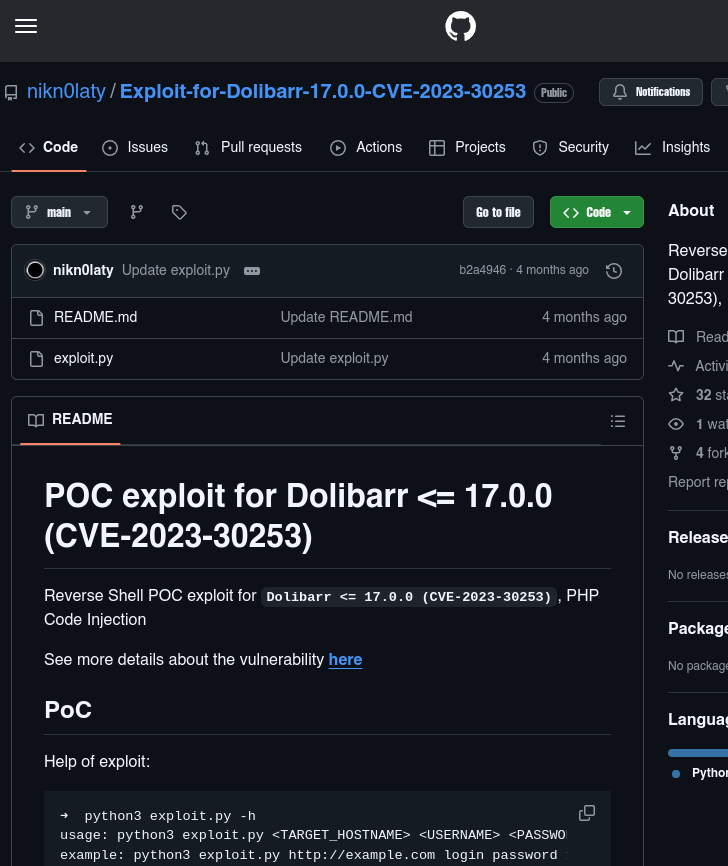 nikn0laty / Exploit-for-Dolibarr-17.0.0-CVE-2023-30253 Public Notifications
Code Issues Pull requests Actions Projects Security Insights
main Go to file Code
About
nikn0laty Update exploit.py b2a4946 · 4 months ago
Reverse
Dolibarr
30253),
README.md Update README.md 4 months ago
exploit.py Update exploit.py 4 months ago
Read
Activi
32 sta
1 wat
4 fork
Report rep
README
POC exploit for Dolibarr <= 17.0.0
(CVE-2023-30253)
Reverse Shell POC exploit for Dolibarr <= 17.0.0 (CVE-2023-30253), PHP
Code Injection
See more details about the vulnerability here
PoC
Help of exploit:
➜ python3 exploit.py -h
usage: python3 exploit.py <TARGET_HOSTNAME> <USERNAME> <PASSWO
example: python3 exploit.py http://example.com login password
Release
No releases
Package
No package
Languag
Python